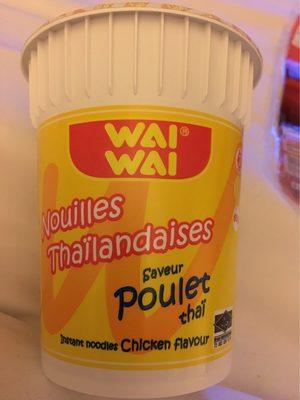 WAI
WAI®
Nouilles
Thaïlandaises
Saveur
Poulet
thaï
Instant noodles Chicken flavour